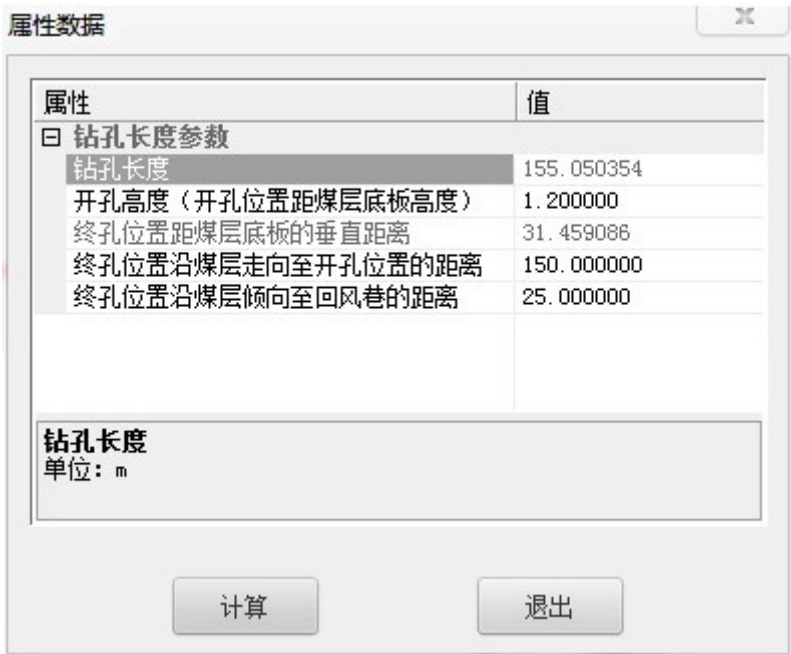 属性数据
属性 值
钻孔长度参数
钻孔长度 155.050354
开孔高度（开孔位置距煤层底板高度） 1.200000
终孔位置距煤层底板的垂直距离 31.459086
终孔位置沿煤层走向至开孔位置的距离 150.000000
终孔位置沿煤层倾向至回风巷的距离 25.000000
钻孔长度
单位: m
计算 退出